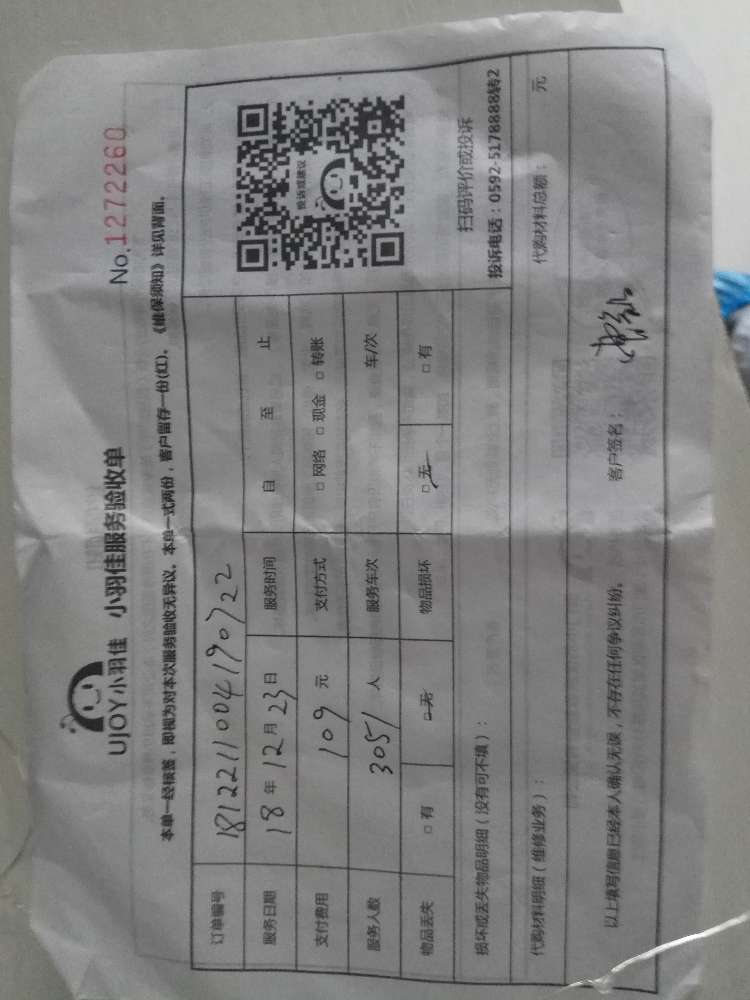 UJOY小羽佳 小羽佳服务验收单
No.1272260
本单一经核签，即视为对本次服务验收无异议。本单一式两份，客户留存一份(红)。《维保须知》详见背面。
订单编号 1812211004190722
服务日期 18年12月23日 服务时间 自 至 止
支付费用 109 元 支付方式 □网络 □现金 □转账
服务人数 3051 人 服务车次 车/次
物品丢失 □有 □无 物品损坏 □无 □有
投诉或建议
扫码评价或投诉
投诉电话：0592-5178888转2
损坏或丢失物品明细（没有可不填）：
代购材料明细（维修业务）： 代购材料总额： 元
以上填写信息已经本人确认无误，不存在任何争议纠纷。 客户签名：